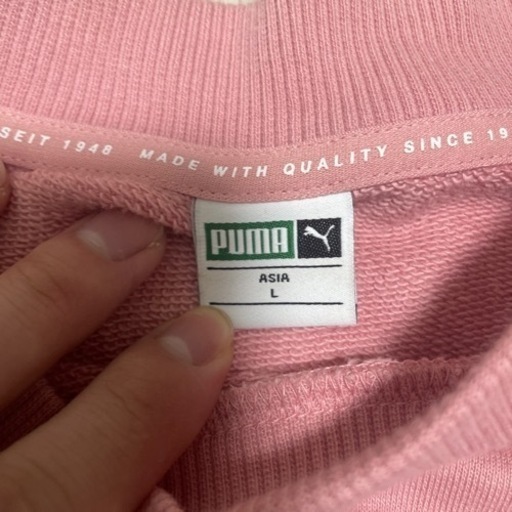 SEIT 1948 MADE WITH QUALITY SINCE 19
PUMA
ASIA
L